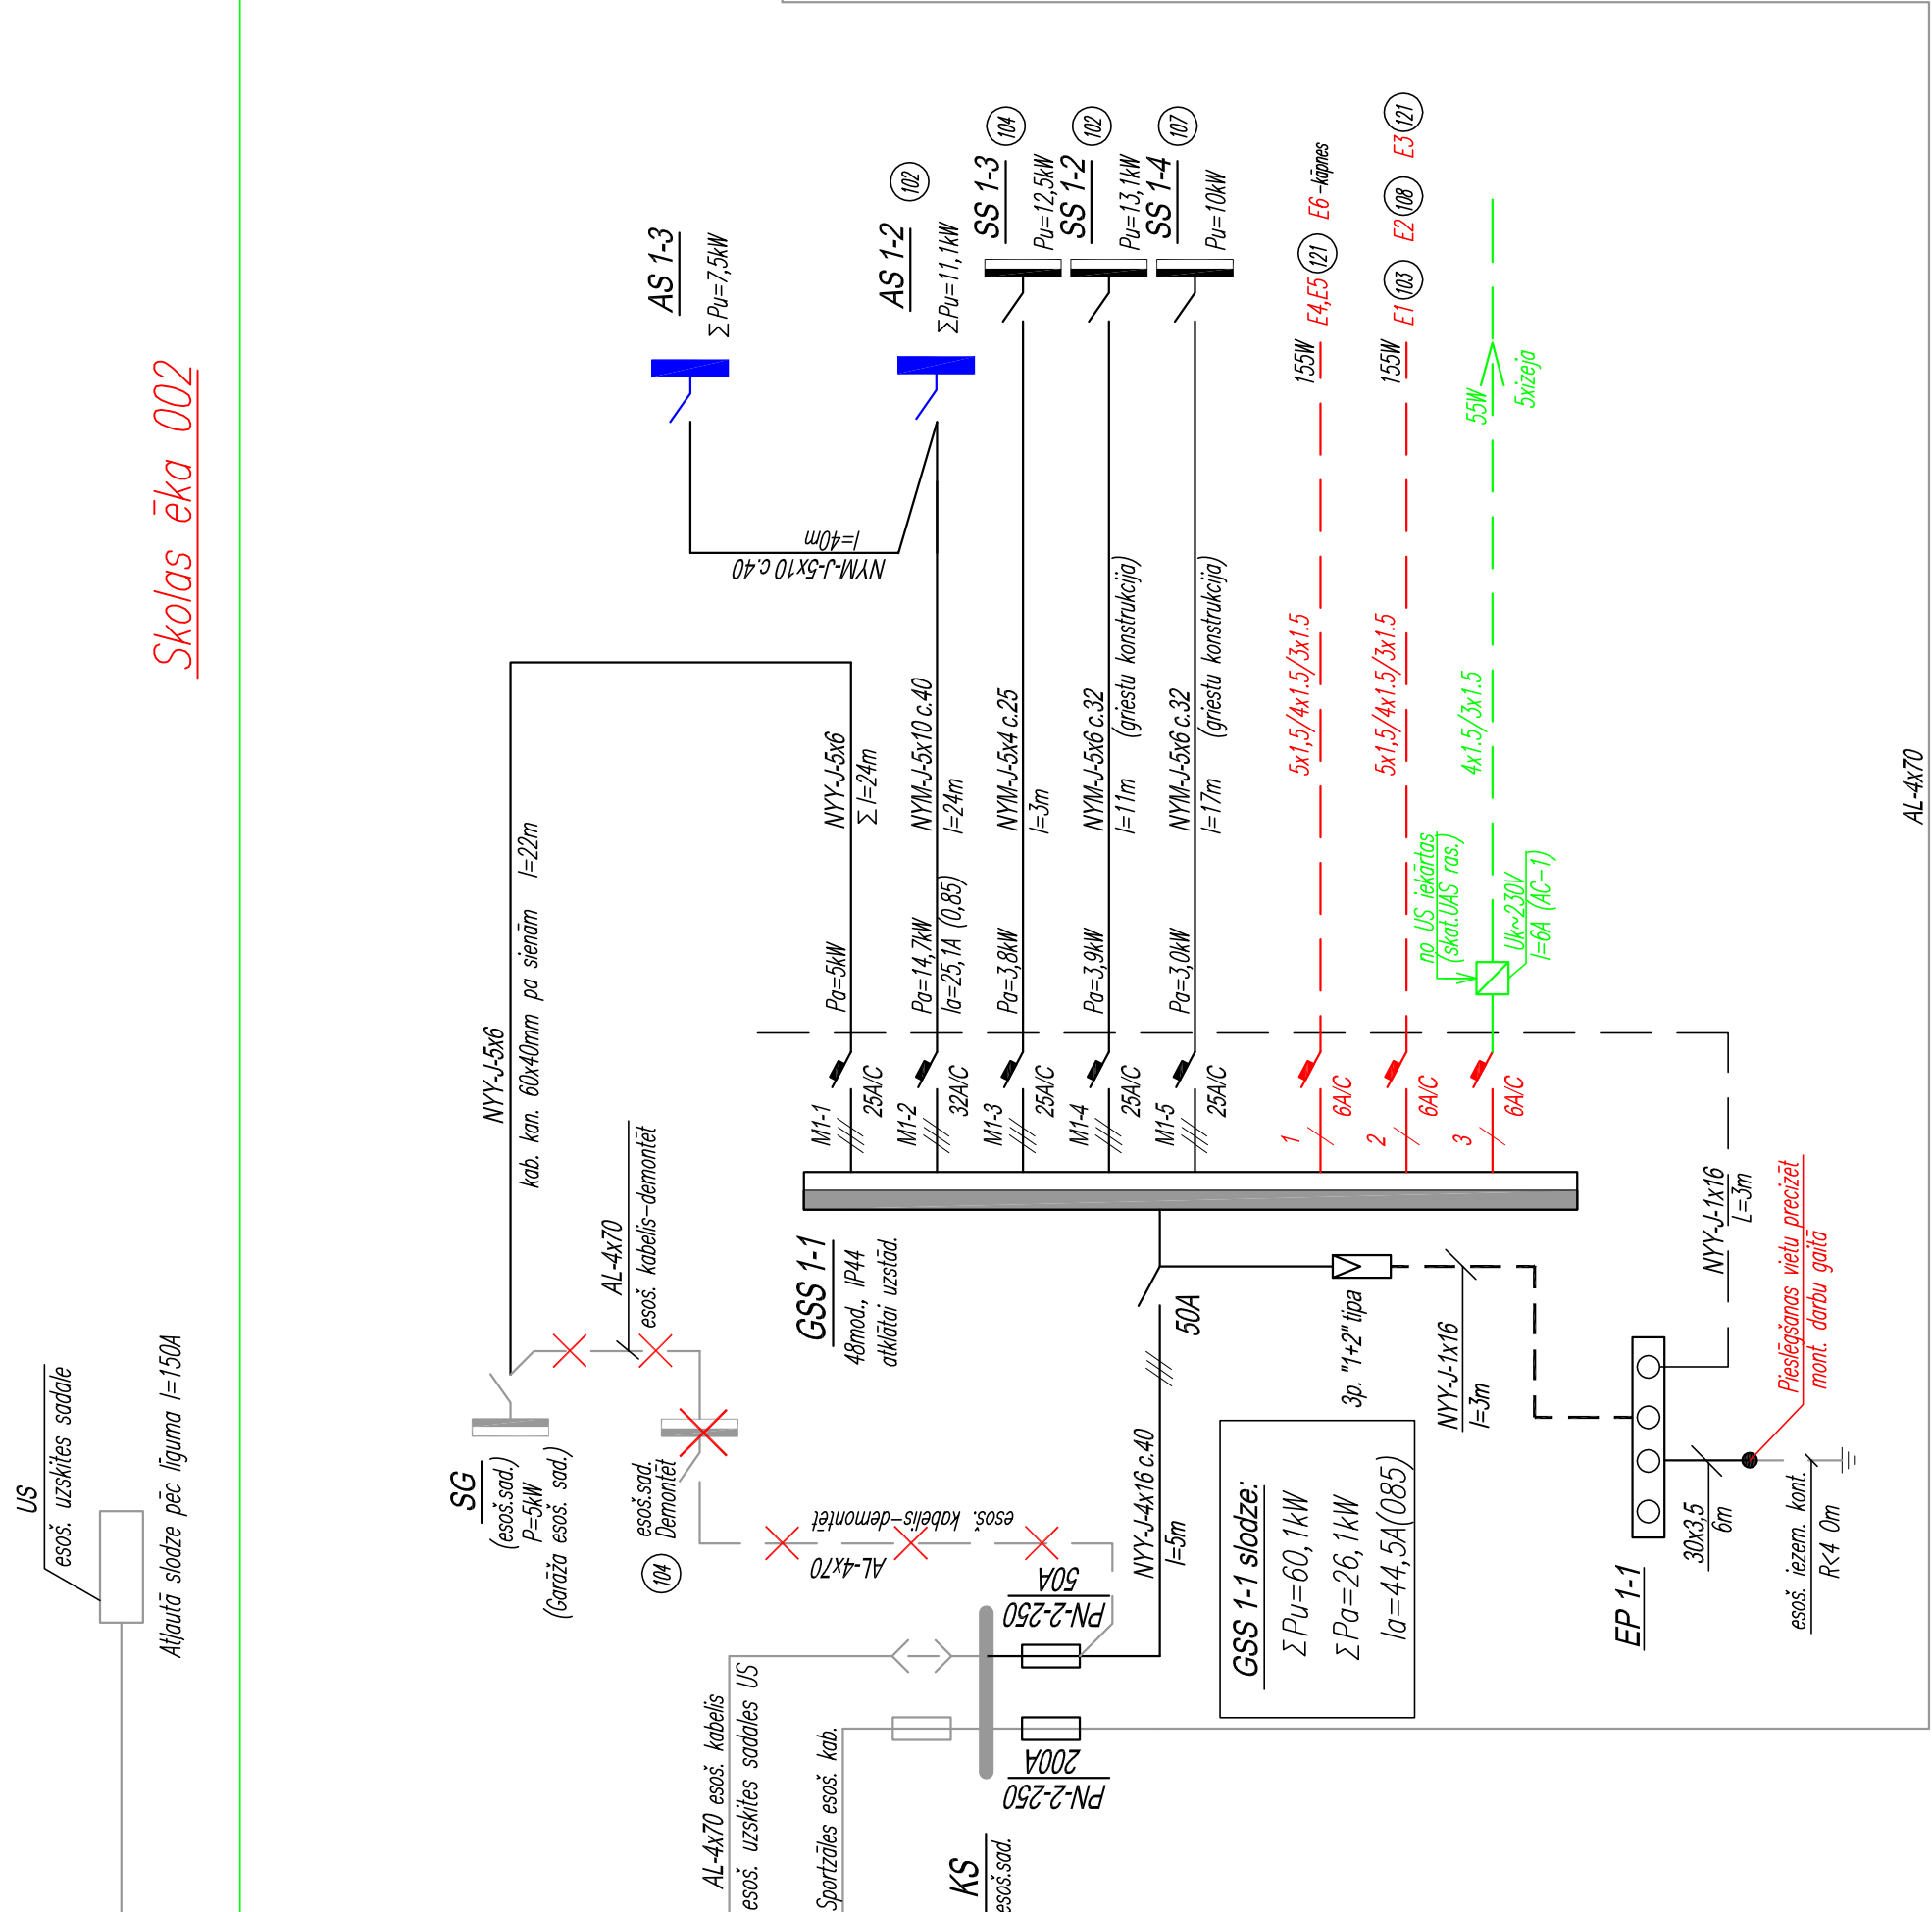 Skolas ēka 002
US
esoš. uzskites sadale
Atļautā slodze pēc līguma I=150A
NYY-J-5x6
kab. kan. 60x40mm pa sienām l=22m
AL-4x70
esoš. kabelis-demontēt
SG
(esoš.sad.)
P=5kW
(Garāža esoš. sad.)
104
esoš.sad.
Demontēt
AL-4x70
esoš. kabelis-demontēt
AS 1-3
ΣPu=7,5kW
NYM-J-5x10 c.40
l=40m
AS 1-2
102
ΣPu=11,1kW
SS 1-3
104
Pu=12,5kW
SS 1-2
102
Pu=13,1kW
SS 1-4
107
Pu=10kW
M1-1
25A/C
Pa=5kW
NYY-J-5x6
Σl=24m
M1-2
32A/C
Pa=14,7kW
Ia=25,1A (0,85)
NYM-J-5x10 c.40
l=24m
M1-3
25A/C
Pa=3,8kW
NYM-J-5x4 c.25
l=3m
M1-4
25A/C
Pa=3,9kW
NYM-J-5x6 c.32
l=11m (griestu konstrukcija)
M1-5
25A/C
Pa=3,0kW
NYM-J-5x6 c.32
l=17m (griestu konstrukcija)
1
6A/C
5x1,5/4x1.5/3x1.5
155W E4,E5 121 E6-kāpnes
2
6A/C
5x1,5/4x1.5/3x1.5
155W E1 103 E2 108 E3 121
3
6A/C
no US iekārtas
(skat.UAS ras.)
Uk~230V
I=6A (AC-1)
4x1.5/3x1.5
55W
5xizeja
GSS 1-1
48mod., IP44
atklātai uzstād.
50A
3p. "1+2" tipa
NYY-J-1x16
l=3m
NYY-J-1x16
L=3m
Pieslēgšanas vietu precizēt
mont. darbu gaitā
NYY-J-4x16 c.40
l=5m
GSS 1-1 slodze:
ΣPu=60,1kW
ΣPa=26,1kW
Ia=44,5A(085)
EP 1-1
30x3,5
6m
esoš. iezem. kont.
R<4 Om
PN-2-250
50A
PN-2-250
200A
AL-4x70 esoš. kabelis
esoš. uzskites sadales US
Sportzāles esoš. kab.
KS
esoš.sad.
AL-4x70